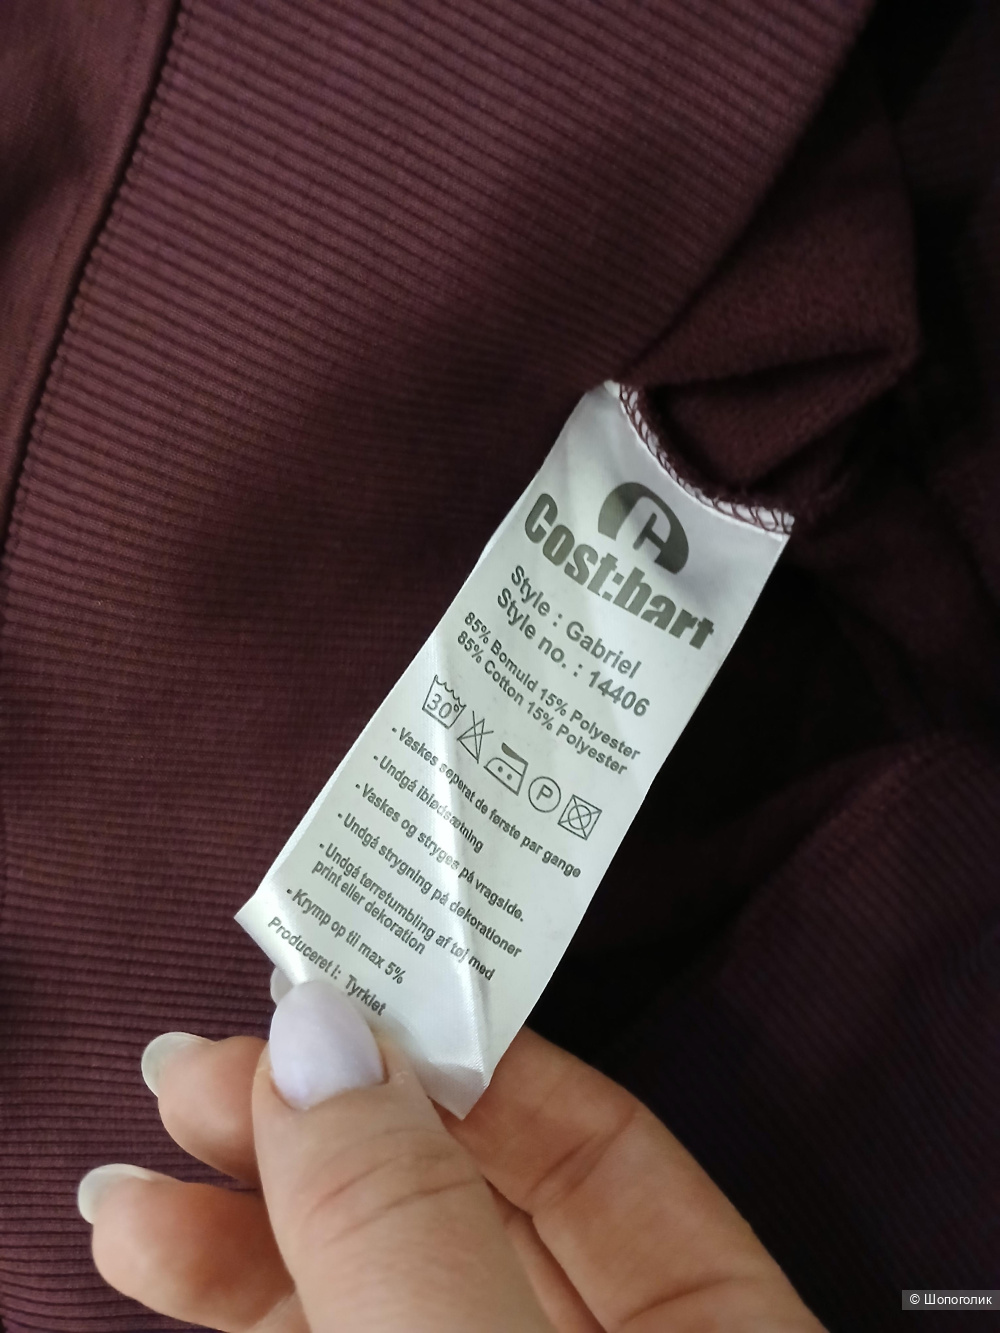 C
Cost:bart
Style : Gabriel
Style no. : 14406
85% Bomuld 15% Polyester
85% Cotton 15% Polyester
30°
P
- Vaskes seperat de første par gange
- Undgå iblødsætning
- Vaskes og stryges på vragside.
- Undgå strygning på dekorationer
- Undgå tørretumbling af tøj med
print eller dekoration
- Krymp op til max 5%
Produceret i: Tyrkiet
© Шопоголик